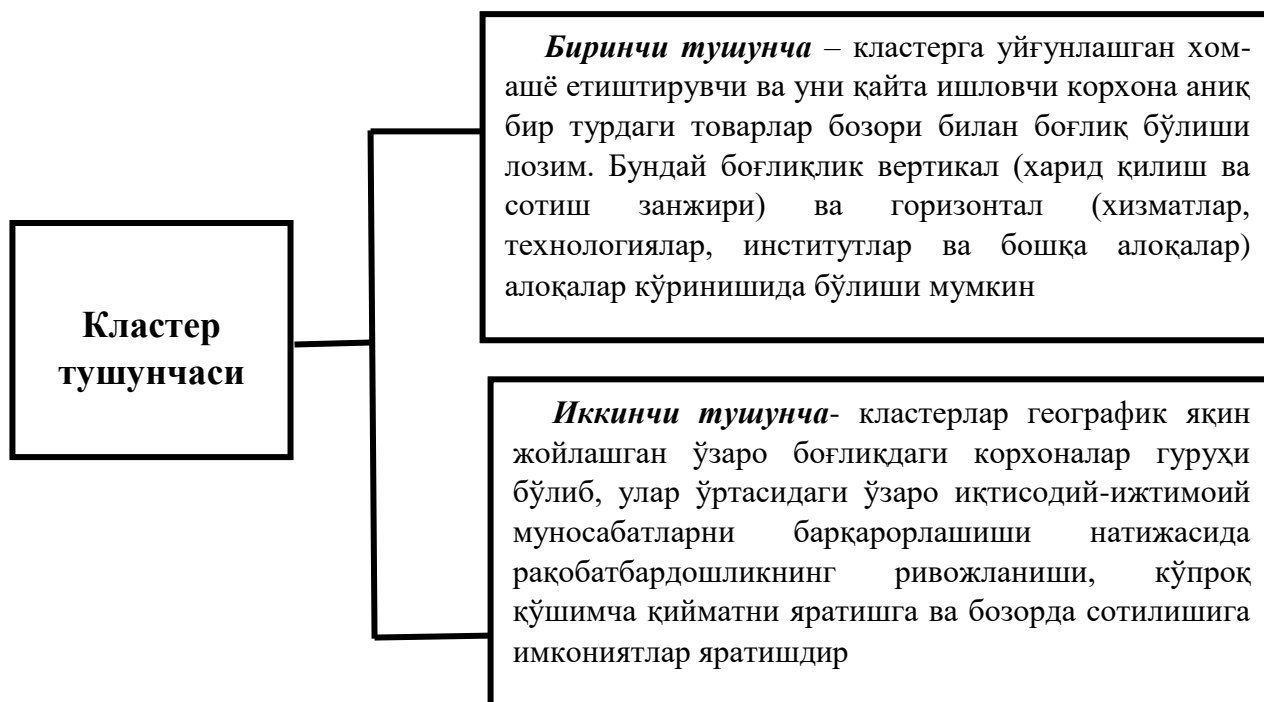 Кластер
тушунчаси
Биринчи тушунча – кластерга уйғунлашган хом-
ашё етиштирувчи ва уни қайта ишловчи корхона аниқ
бир турдаги товарлар бозори билан боғлиқ бўлиши
лозим. Бундай боғлиқлик вертикал (харид қилиш ва
сотиш занжири) ва горизонтал (хизматлар,
технологиялар, институтлар ва бошқа алоқалар)
алоқалар кўринишида бўлиши мумкин
Иккинчи тушунча- кластерлар географик яқин
жойлашган ўзаро боғлиқдаги корхоналар гуруҳи
бўлиб, улар ўртасидаги ўзаро иқтисодий-ижтимоий
муносабатларни барқарорлашиши натижасида
рақобатбардошликнинг ривожланиши, кўпроқ
қўшимча қийматни яратишга ва бозорда сотилишига
имкониятлар яратишдир